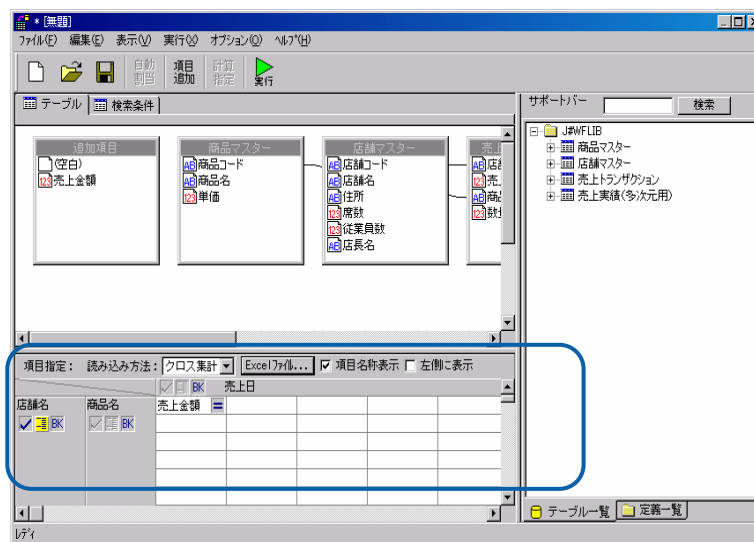 * [無題]
ファイル(F) 編集(E) 表示(V) 実行(X) オプション(O) ヘルプ(H)
自動割当 項目追加 計算指定 実行
テーブル 検索条件
サポートバー 検索
追加項目
(空白)
売上金額
商品マスター
商品コード
商品名
単価
店舗マスター
店舗コード
店舗名
住所
席数
従業員数
店長名
売上
店舗
売
商品
数量
J#WFLIB
商品マスター
店舗マスター
売上トランザクション
売上実績(多次元用)
項目指定: 読み込み方法: クロス集計 Excelファイル... 項目名称表示 左側に表示
BK 売上日
店舗名 商品名 売上金額
BK BK
テーブル一覧 定義一覧
レディ